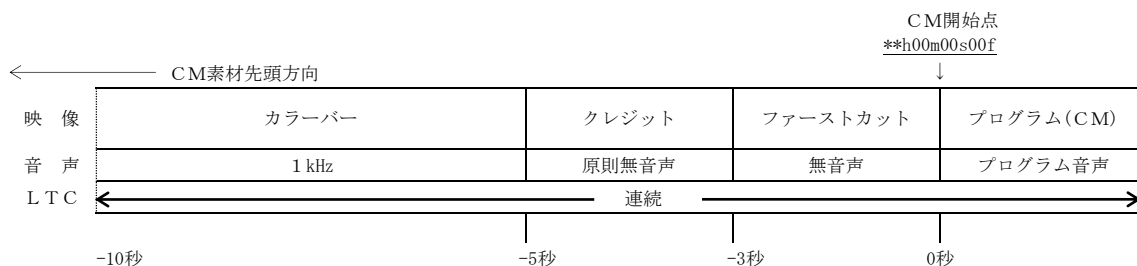 CM開始点
**h00m00s00f
↓
CM素材先頭方向
映 像 カラーバー クレジット ファーストカット プログラム(CM)
音 声 1kHz 原則無音声 無音声 プログラム音声
LTC 連続
-10秒 -5秒 -3秒 0秒